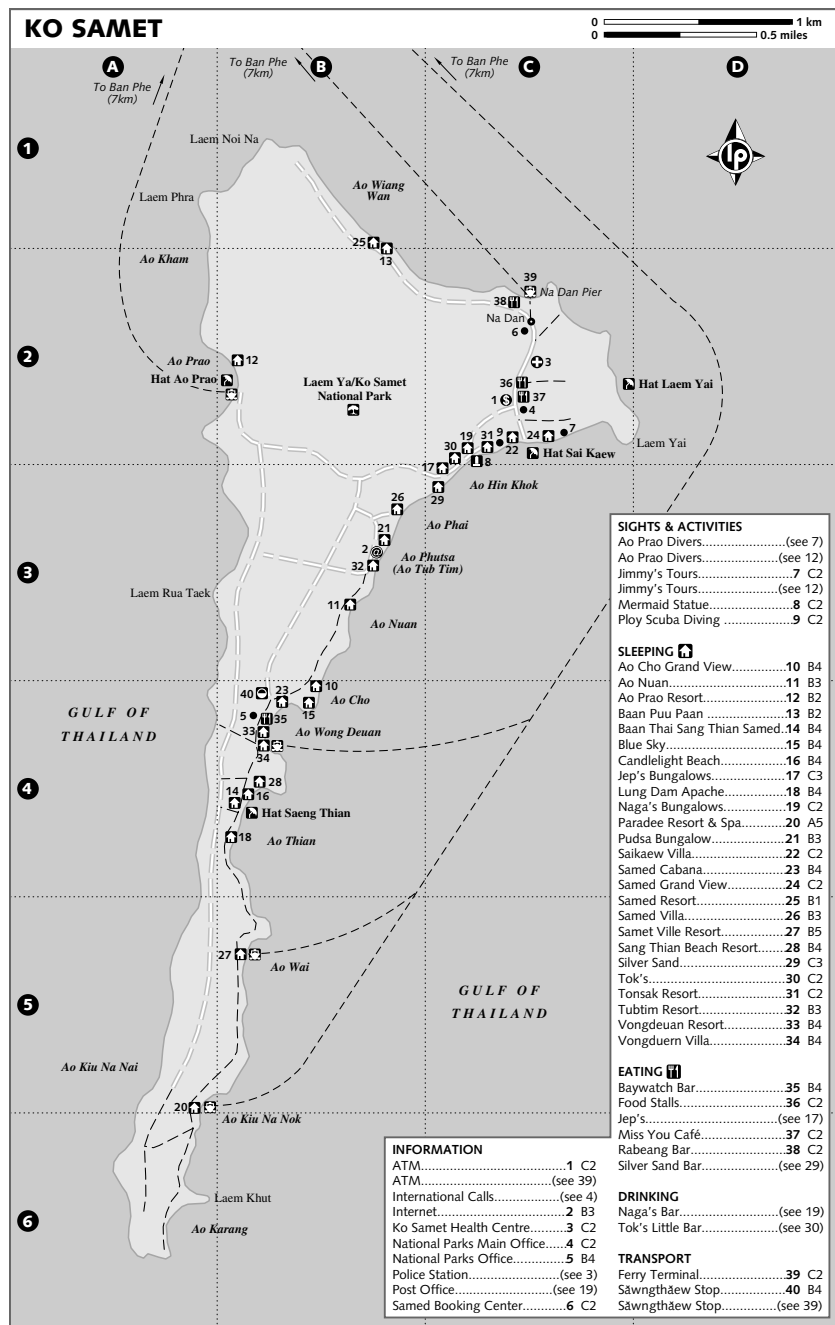 KO SAMET
0 1 km
0 0.5 miles
A B C D
To Ban Phe
(7km)
To Ban Phe
(7km)
To Ban Phe
(7km)
1
lp
Laem Noi Na
Laem Phra
Ao Wiang
Wan
25
13
Ao Kham
39
Na Dan Pier
38
Na Dan
6
2
Ao Prao
12
Hat Ao Prao
3
36
Laem Ya/Ko Samet
National Park
1 $
37
4
Hat Laem Yai
19
31
9
24
7
Laem Yai
30
8
22
Hat Sai Kaew
17
Ao Hin Khok
29
26
Ao Phai
21
2 @
Ao Phutsa
(Ao Tub Tim)
3
32
Laem Rua Taek
11
Ao Nuan
10
40
23
Ao Cho
15
GULF OF
THAILAND
5
35
Ao Wong Deuan
33
34
4
28
14
16
Hat Saeng Thian
18
Ao Thian
27
Ao Wai
GULF OF
THAILAND
5
Ao Kiu Na Nai
20
Ao Kiu Na Nok
Laem Khut
6
Ao Karang
INFORMATION
ATM.....1 C2
ATM.....(see 39)
International Calls.....(see 4)
Internet.....2 B3
Ko Samet Health Centre.....3 C2
National Parks Main Office.....4 C2
National Parks Office.....5 B4
Police Station.....(see 3)
Post Office.....(see 19)
Samed Booking Center.....6 C2
SIGHTS & ACTIVITIES
Ao Prao Divers.....(see 7)
Ao Prao Divers.....(see 12)
Jimmy's Tours.....7 C2
Jimmy's Tours.....(see 12)
Mermaid Statue.....8 C2
Ploy Scuba Diving.....9 C2
SLEEPING
Ao Cho Grand View.....10 B4
Ao Nuan.....11 B3
Ao Prao Resort.....12 B2
Baan Puu Paan.....13 B2
Baan Thai Sang Thian Samed..14 B4
Blue Sky.....15 B4
Candlelight Beach.....16 B4
Jep's Bungalows.....17 C3
Lung Dam Apache.....18 B4
Naga's Bungalows.....19 C2
Paradee Resort & Spa.....20 A5
Pudsa Bungalow.....21 B3
Saikaew Villa.....22 C2
Samed Cabana.....23 B4
Samed Grand View.....24 C2
Samed Resort.....25 B1
Samed Villa.....26 B3
Samet Ville Resort.....27 B5
Sang Thian Beach Resort.....28 B4
Silver Sand.....29 C3
Tok's.....30 C2
Tonsak Resort.....31 C2
Tubtim Resort.....32 B3
Vongdeuan Resort.....33 B4
Vongduern Villa.....34 B4
EATING
Baywatch Bar.....35 B4
Food Stalls.....36 C2
Jep's.....(see 17)
Miss You Café.....37 C2
Rabeang Bar.....38 C2
Silver Sand Bar.....(see 29)
DRINKING
Naga's Bar.....(see 19)
Tok's Little Bar.....(see 30)
TRANSPORT
Ferry Terminal.....39 C2
Săwngthăew Stop.....40 B4
Săwngthăew Stop.....(see 39)